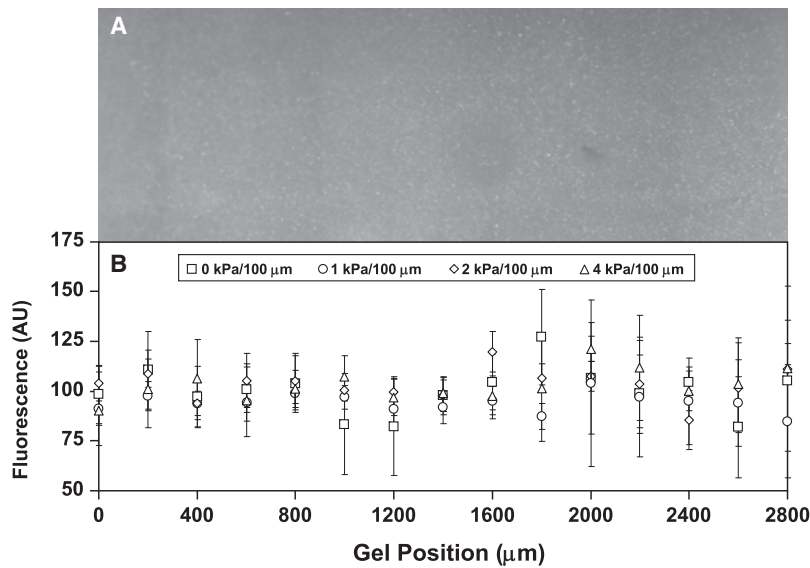 A
175
B
0 kPa/100 μm 1 kPa/100 μm 2 kPa/100 μm 4 kPa/100 μm
150
125
100
75
50
Fluorescence (AU)
0 400 800 1200 1600 2000 2400 2800
Gel Position (μm)